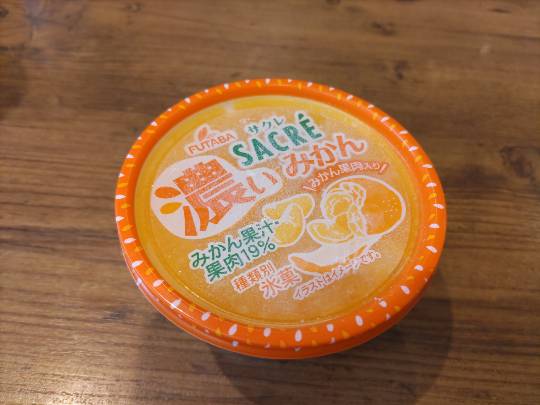 FUTABA
サクレ
SACRÉ
濃いみかん
みかん果肉入り!
みかん果汁・
果肉19%
種類別
氷菓
イラストはイメージです。